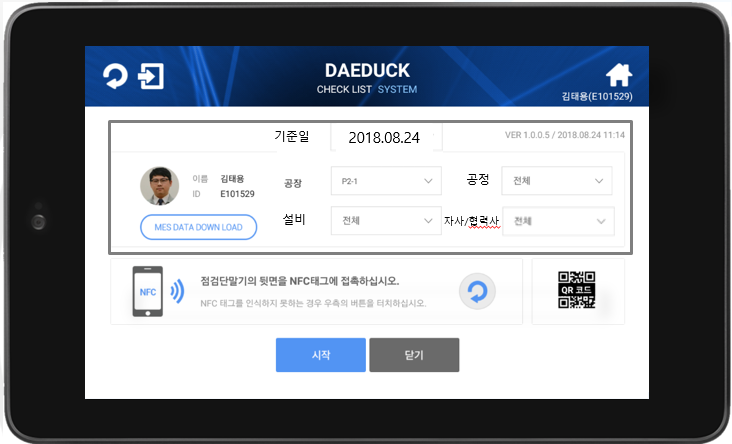 DAEDUCK
CHECK LIST SYSTEM
김태용(E101529)
기준일 2018.08.24
VER 1.0.0.5 / 2018.08.24 11:14
이름 김태용
ID E101529
공장 P2-1 공정 전체
MES DATA DOWN LOAD
설비 전체 자사/협력사 전체
NFC
점검단말기의 뒷면을 NFC태그에 접촉하십시오.
NFC 태그를 인식하지 못하는 경우 우측의 버튼을 터치하십시오.
QR 코드
시작 닫기